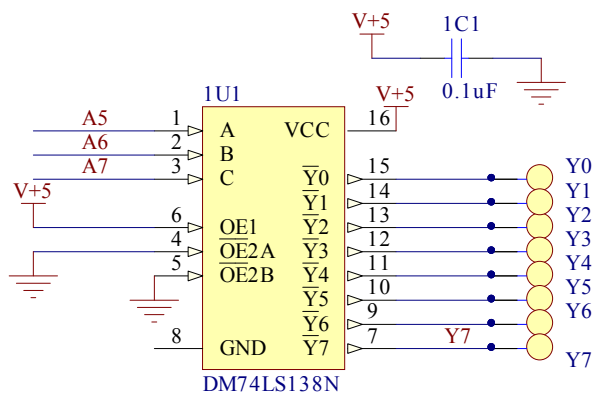 V+5 1C1
0.1uF
1U1 V+5
A5 1 A VCC 16
A6 2 B
A7 3 C Y0 15 Y0
V+5 Y1 14 Y1
6 OE1 Y2 13 Y2
4 OE2A Y3 12 Y3
5 OE2B Y4 11 Y4
Y5 10 Y5
Y6 9 Y6
8 GND Y7 7 Y7 Y7
DM74LS138N